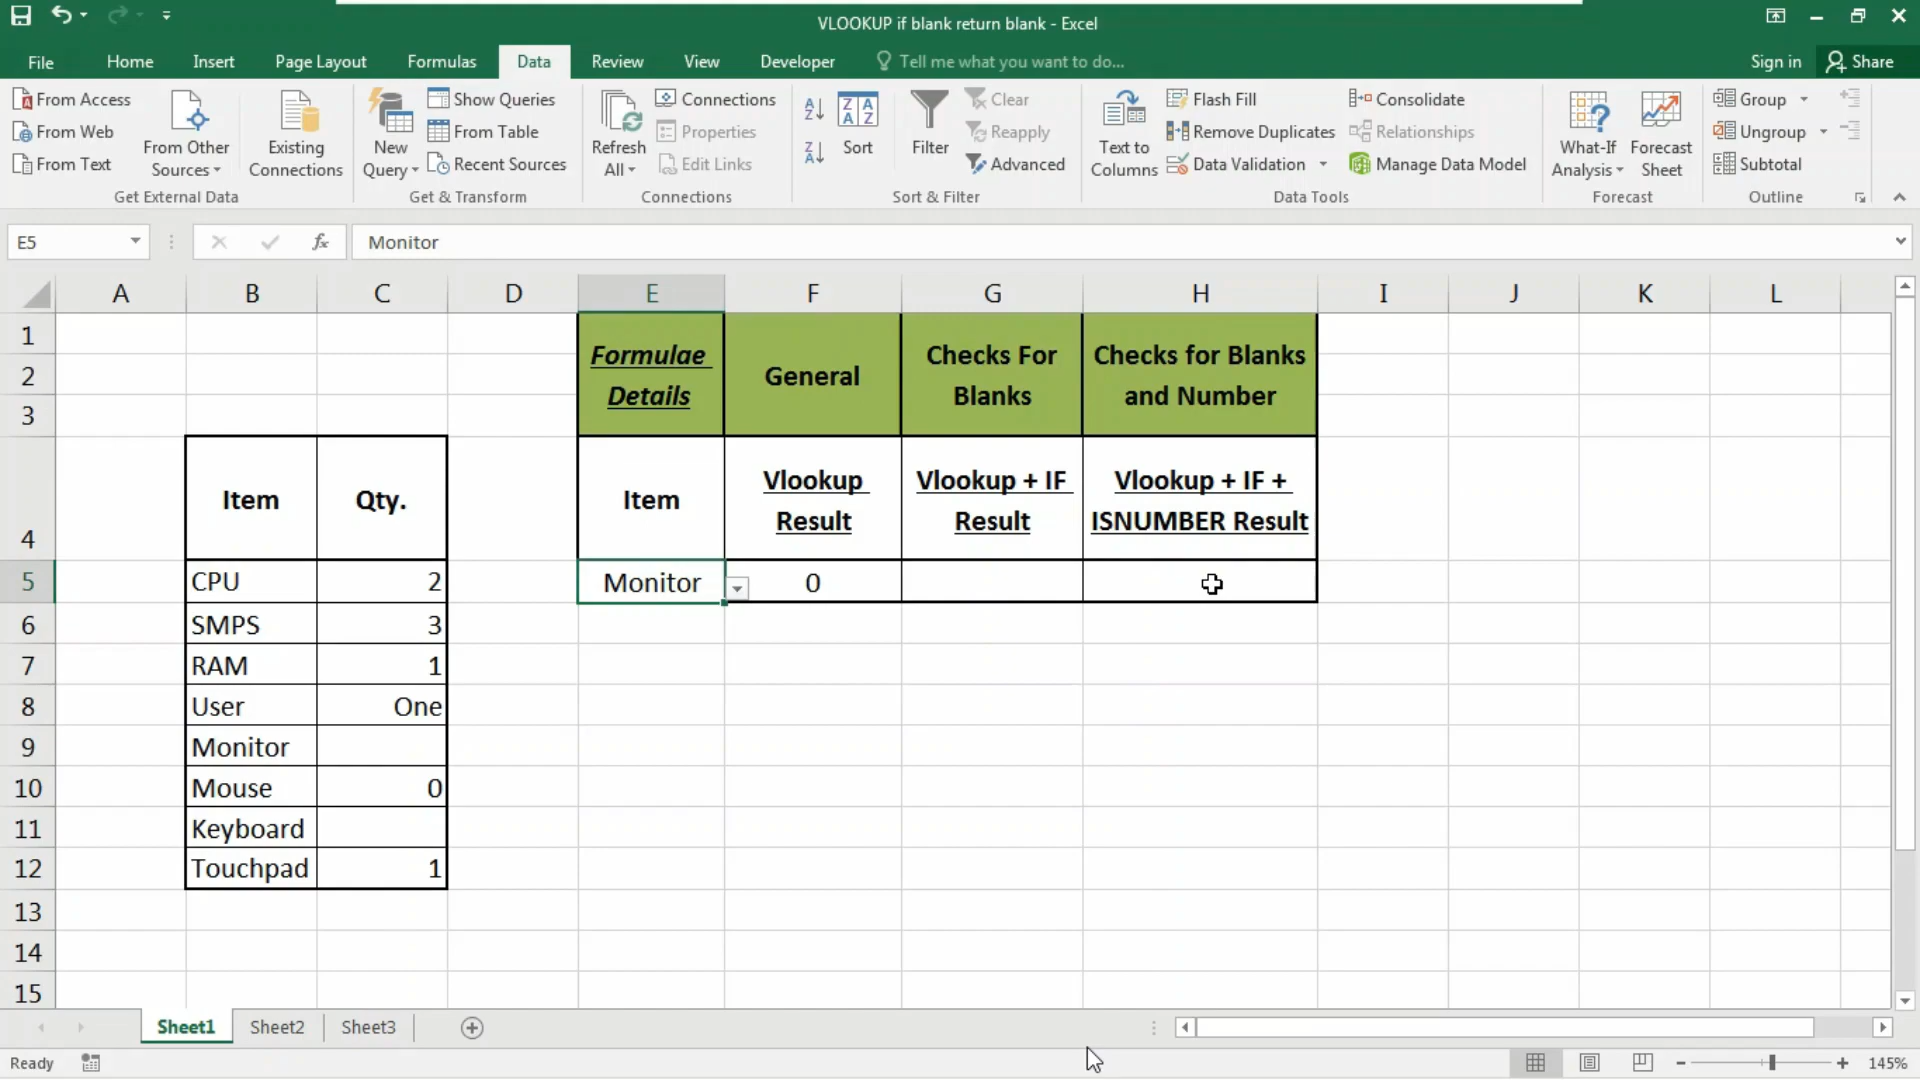 VLOOKUP if blank return blank - Excel
File Home Insert Page Layout Formulas Data Review View Developer Tell me what you want to do... Sign in Share
From Access
From Web
From Text
From Other
Sources
Existing
Connections
Get External Data
New
Query
Show Queries
From Table
Recent Sources
Get & Transform
Refresh
All
Connections
Properties
Edit Links
Connections
Sort
Filter
Clear
Reapply
Advanced
Sort & Filter
Text to
Columns
Flash Fill
Remove Duplicates
Data Validation
Consolidate
Relationships
Manage Data Model
Data Tools
What-If
Analysis
Forecast
Sheet
Forecast
Group
Ungroup
Subtotal
Outline
E5 fx Monitor
A B C D E F G H I J K L
1
2
3
4
5
6
7
8
9
10
11
12
13
14
15
Item Qty.
CPU 2
SMPS 3
RAM 1
User One
Monitor
Mouse 0
Keyboard
Touchpad 1
Formulae
Details
General
Checks For
Blanks
Checks for Blanks
and Number
Item
Vlookup
Result
Vlookup + IF
Result
Vlookup + IF +
ISNUMBER Result
Monitor 0
Sheet1 Sheet2 Sheet3
Ready 145%